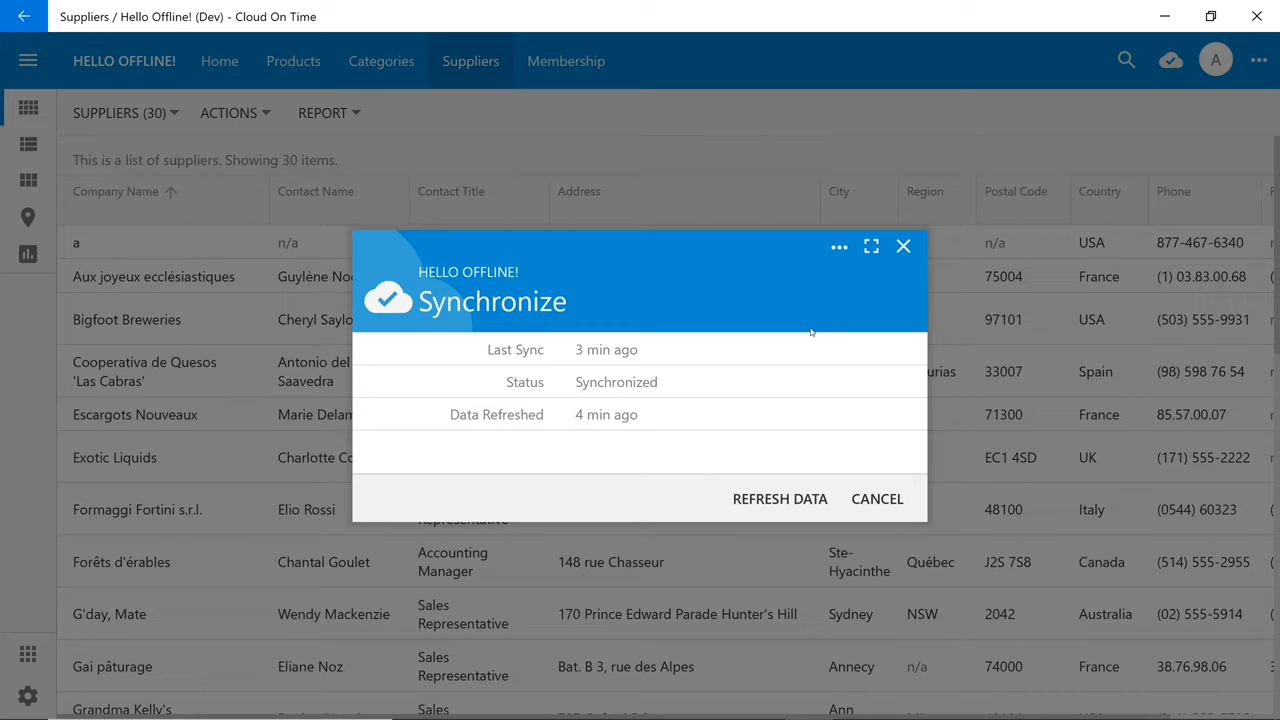 Suppliers / Hello Offline! (Dev) - Cloud On Time
HELLO OFFLINE! Home Products Categories Suppliers Membership A
SUPPLIERS (30) ACTIONS REPORT
This is a list of suppliers. Showing 30 items.
Company Name Contact Name Contact Title Address City Region Postal Code Country Phone
a n/a n/a USA 877-467-6340
Aux joyeux ecclésiastiques Guylène 75004 France (1) 03.83.00.68
Bigfoot Breweries Cheryl 97101 USA (503) 555-9931
Cooperativa de Quesos 'Las Cabras' Antonio del Saavedra 33007 Spain (98) 598 76 54
Escargots Nouveaux Marie 71300 France 85.57.00.07
Exotic Liquids Charlotte EC1 4SD UK (171) 555-2222
Formaggi Fortini s.r.l. Elio Rossi Representative 48100 Italy (0544) 60323
Forêts d'érables Chantal Goulet Accounting Manager 148 rue Chasseur Ste-Hyacinthe Québec J2S 7S8 Canada (514) 555-2955
G'day, Mate Wendy Mackenzie Sales Representative 170 Prince Edward Parade Hunter's Hill Sydney NSW 2042 Australia (02) 555-5914
Gai pâturage Eliane Noz Sales Representative Bat. B 3, rue des Alpes Annecy n/a 74000 France 38.76.98.06
Grandma Kelly's Sales Ann
HELLO OFFLINE!
Synchronize
Last Sync 3 min ago
Status Synchronized
Data Refreshed 4 min ago
REFRESH DATA CANCEL